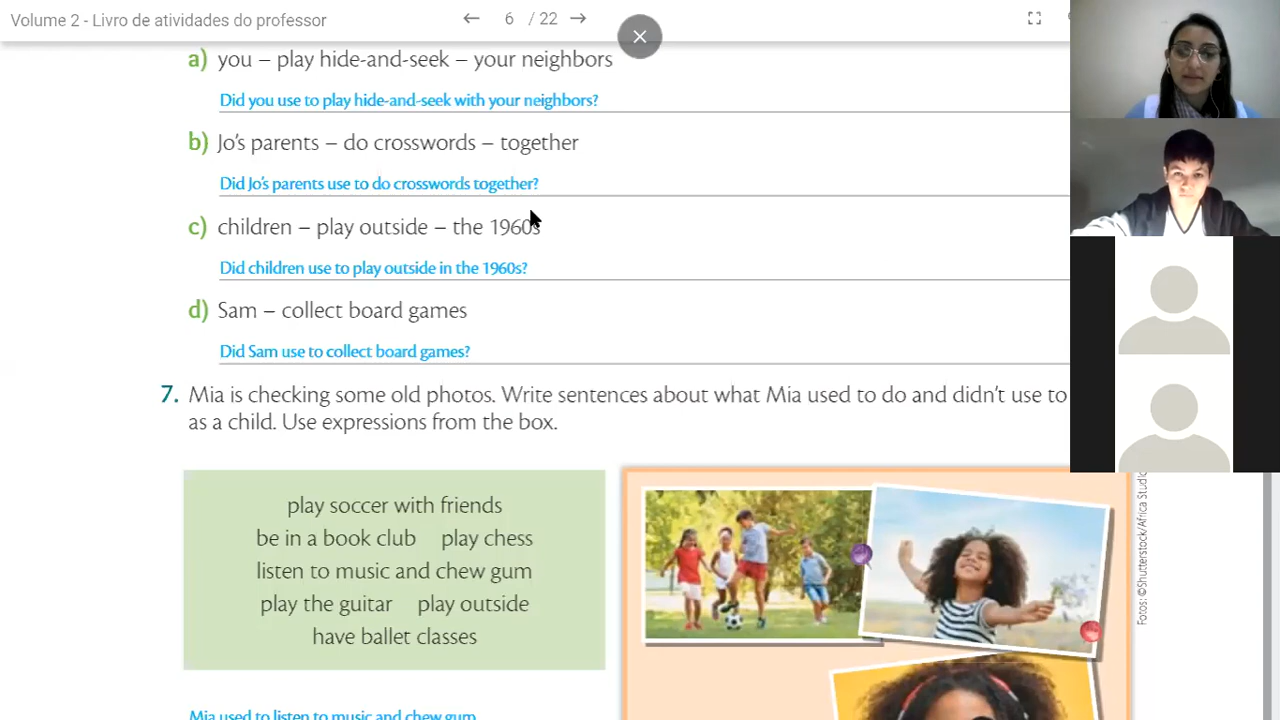 Volume 2 - Livro de atividades do professor
6 / 22
a) you – play hide-and-seek – your neighbors
Did you use to play hide-and-seek with your neighbors?
b) Jo's parents – do crosswords – together
Did Jo's parents use to do crosswords together?
c) children – play outside – the 1960s
Did children use to play outside in the 1960s?
d) Sam – collect board games
Did Sam use to collect board games?
7. Mia is checking some old photos. Write sentences about what Mia used to do and didn't use to
as a child. Use expressions from the box.
play soccer with friends
be in a book club play chess
listen to music and chew gum
play the guitar play outside
have ballet classes
Mia used to listen to music and chew gum
Fotos: ©Shutterstock/Africa Studio